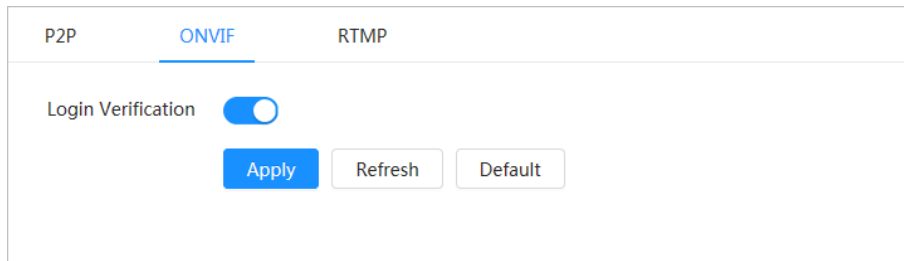 P2P ONVIF RTMP
Login Verification
Apply Refresh Default